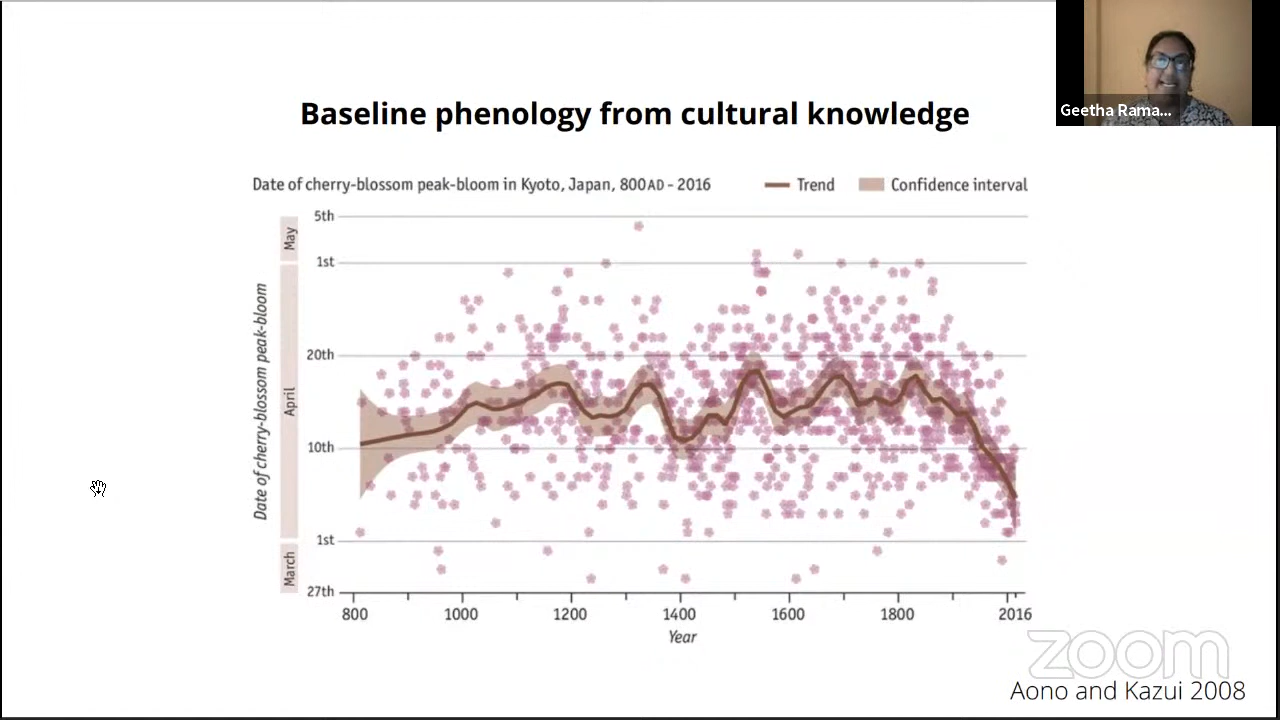 Geetha Rama...
Baseline phenology from cultural knowledge
Date of cherry-blossom peak-bloom in Kyoto, Japan, 800AD - 2016
Trend
Confidence interval
Date of cherry-blossom peak-bloom
May
April
March
5th
1st
20th
10th
1st
27th
800 1000 1200 1400 1600 1800 2016
Year
zoom
Aono and Kazui 2008